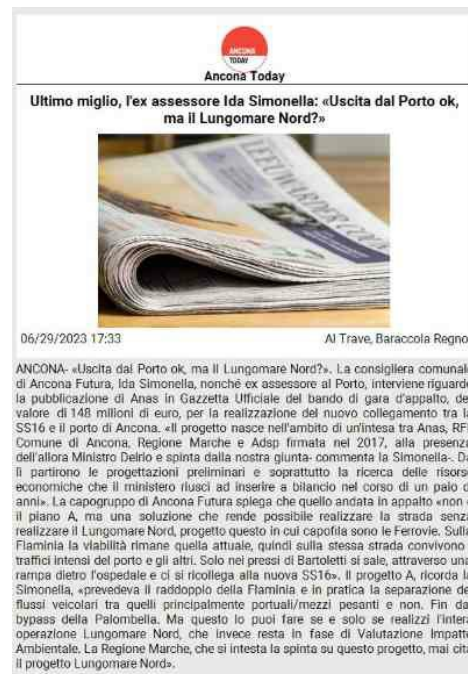 ANCONA
TODAY
Ancona Today
Ultimo miglio, l'ex assessore Ida Simonella: «Uscita dal Porto ok,
ma il Lungomare Nord?»
LEEUWARDER COU
06/29/2023 17:33 Al Trave, Baraccola Regno
ANCONA- «Uscita dal Porto ok, ma il Lungomare Nord?». La consigliera comunale
di Ancona Futura, Ida Simonella, nonché ex assessore al Porto, interviene riguardo
la pubblicazione di Anas in Gazzetta Ufficiale del bando di gara d'appalto, del
valore di 148 milioni di euro, per la realizzazione del nuovo collegamento tra la
SS16 e il porto di Ancona. «Il progetto nasce nell'ambito di un'intesa tra Anas, RFI,
Comune di Ancona, Regione Marche e Adsp firmata nel 2017, alla presenza
dell'allora Ministro Delrio e spinta dalla nostra giunta- commenta la Simonella-. Da
lì partirono le progettazioni preliminari e soprattutto la ricerca delle risorse
economiche che il ministero riuscì ad inserire a bilancio nel corso di un paio di
anni». La capogruppo di Ancona Futura spiega che quello andata in appalto «non è
il piano A, ma una soluzione che rende possibile realizzare la strada senza
realizzare il Lungomare Nord, progetto questo in cui capofila sono le Ferrovie. Sulla
Flaminia la viabilità rimane quella attuale, quindi sulla stessa strada convivono i
traffici intensi del porto e gli altri. Solo nei pressi di Bartoletti si sale, attraverso una
rampa dietro l'ospedale e ci si ricollega alla nuova SS16». Il progetto A, ricorda la
Simonella, «prevedeva il raddoppio della Flaminia e in pratica la separazione dei
flussi veicolari tra quelli principalmente portuali/mezzi pesanti e non. Fin dal
bypass della Palombella. Ma questo lo puoi fare se e solo se realizzi l'intera
operazione Lungomare Nord, che invece resta in fase di Valutazione Impatto
Ambientale. La Regione Marche, che si intesta la spinta su questo progetto, mai cita
il progetto Lungomare Nord».